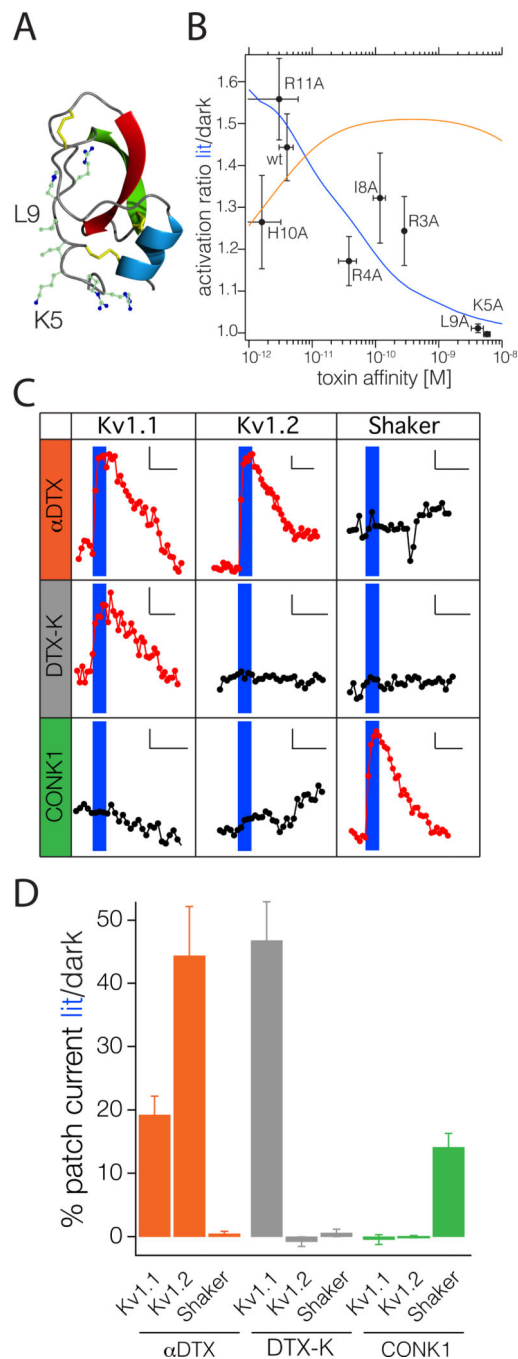 A
L9
K5
B
activation ratio lit/dark
1.6
1.5
1.4
1.3
1.2
1.1
1.0
R11A
wt
H10A
I8A
R3A
R4A
K5A
L9A
10-12
10-11
10-10
10-9
10-8
toxin affinity [M]
C
Kv1.1 Kv1.2 Shaker
αDTX
DTX-K
CONK1
D
% patch current lit/dark
50
40
30
20
10
0
Kv1.1 Kv1.2 Shaker Kv1.1 Kv1.2 Shaker Kv1.1 Kv1.2 Shaker
αDTX DTX-K CONK1